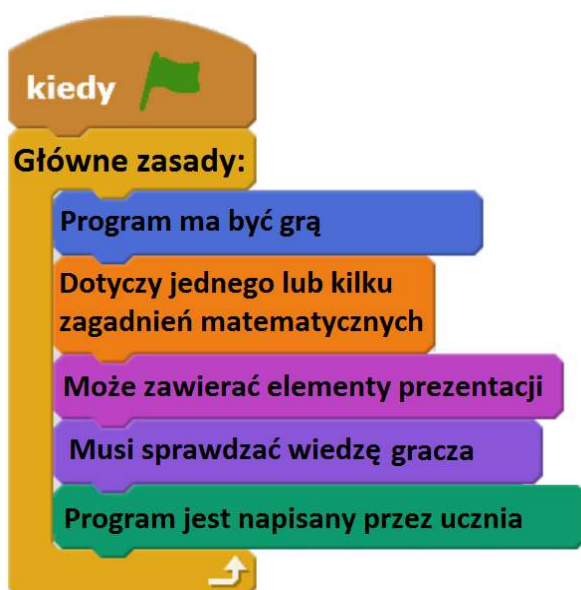 kiedy
Główne zasady:
Program ma być grą
Dotyczy jednego lub kilku
zagadnień matematycznych
Może zawierać elementy prezentacji
Musi sprawdzać wiedzę gracza
Program jest napisany przez ucznia